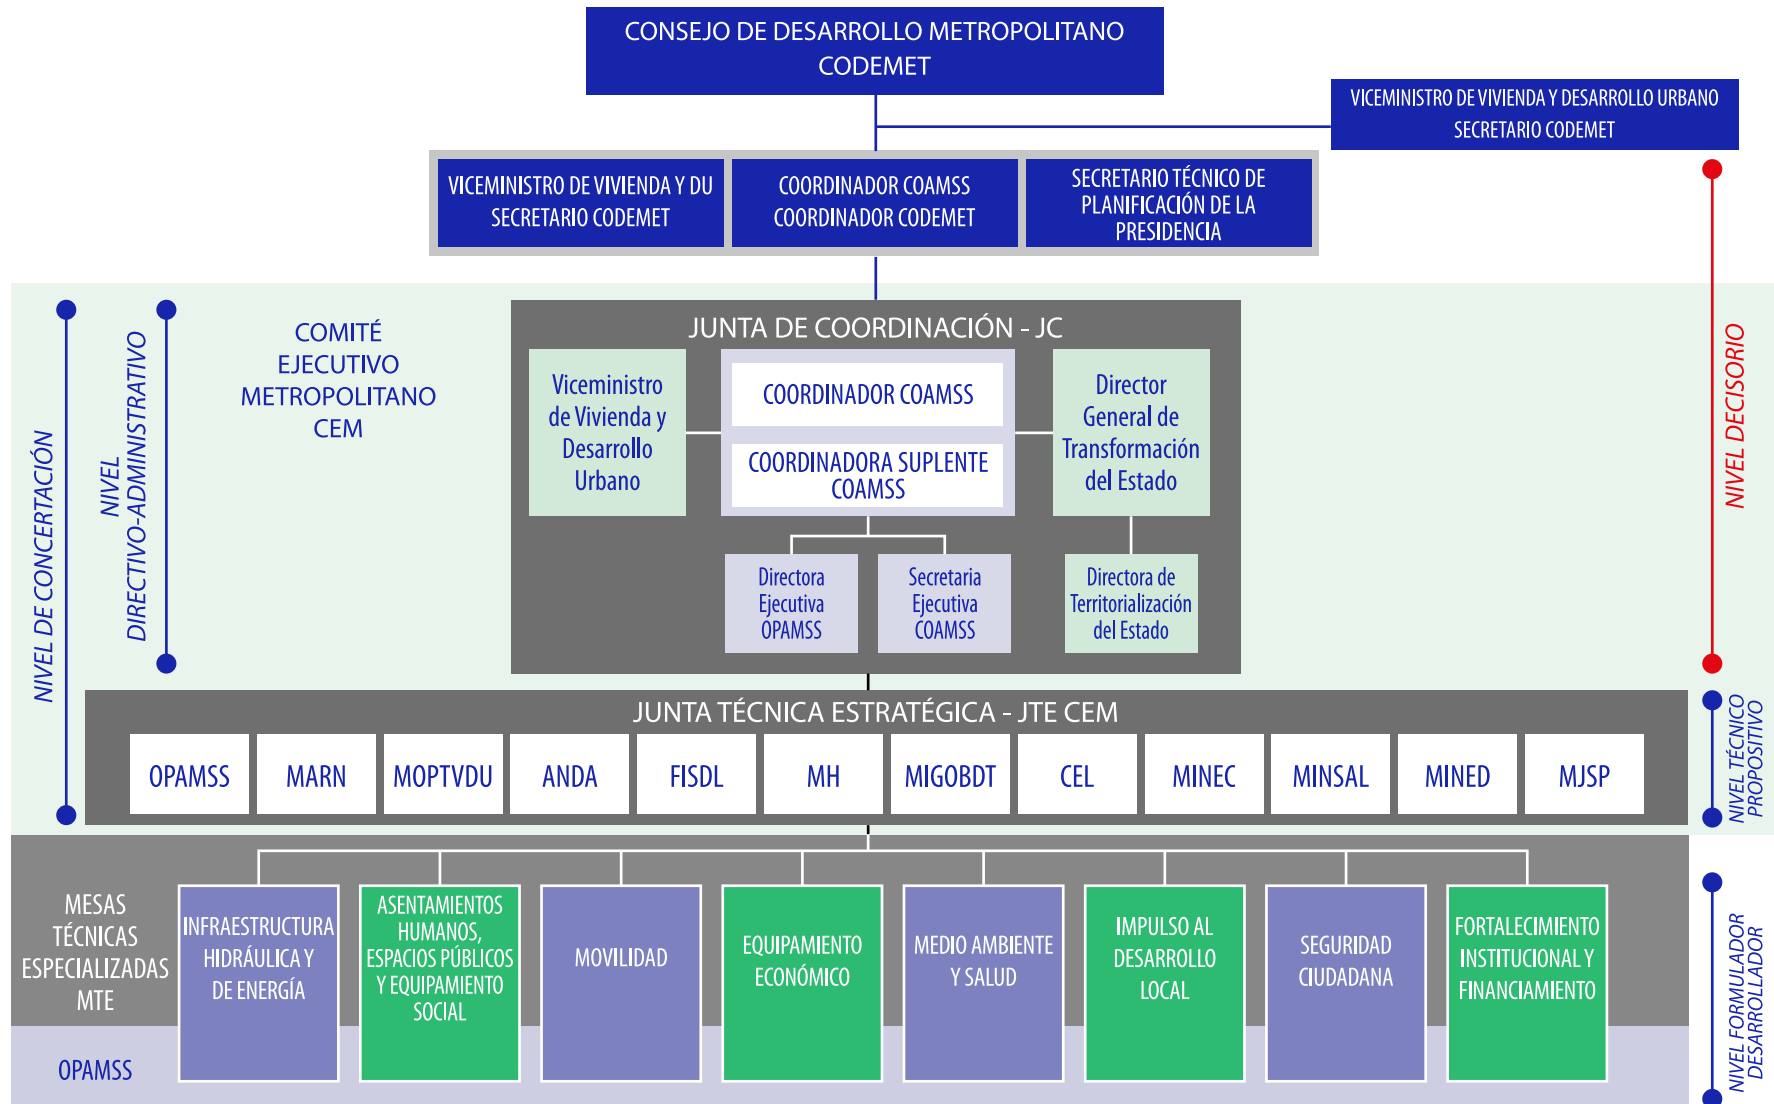 CONSEJO DE DESARROLLO METROPOLITANO
CODEMET
VICEMINISTRO DE VIVIENDA Y DESARROLLO URBANO
SECRETARIO CODEMET
VICEMINISTRO DE VIVIENDA Y DU
SECRETARIO CODEMET
COORDINADOR COAMSS
COORDINADOR CODEMET
SECRETARIO TÉCNICO DE
PLANIFICACIÓN DE LA
PRESIDENCIA
NIVEL DE CONCERTACIÓN
NIVEL
DIRECTIVO-ADMINISTRATIVO
COMITÉ
EJECUTIVO
METROPOLITANO
CEM
JUNTA DE COORDINACIÓN - JC
Viceministro
de Vivienda y
Desarrollo
Urbano
COORDINADOR COAMSS
COORDINADORA SUPLENTE
COAMSS
Director
General de
Transformación
del Estado
Directora
Ejecutiva
OPAMSS
Secretaria
Ejecutiva
COAMSS
Directora de
Territorialización
del Estado
NIVEL DECISORIO
JUNTA TÉCNICA ESTRATÉGICA - JTE CEM
OPAMSS
MARN
MOPTVDU
ANDA
FISDL
MH
MIGOBDT
CEL
MINEC
MINSAL
MINED
MJSP
NIVEL TÉCNICO
PROPOSITIVO
MESAS
TÉCNICAS
ESPECIALIZADAS
MTE
INFRAESTRUCTURA
HIDRÁULICA Y
DE ENERGÍA
ASENTAMIENTOS
HUMANOS,
ESPACIOS PÚBLICOS
Y EQUIPAMIENTO
SOCIAL
MOVILIDAD
EQUIPAMIENTO
ECONÓMICO
MEDIO AMBIENTE
Y SALUD
IMPULSO AL
DESARROLLO
LOCAL
SEGURIDAD
CIUDADANA
FORTALECIMIENTO
INSTITUCIONAL Y
FINANCIAMIENTO
NIVEL FORMULADOR
DESARROLLADOR
OPAMSS